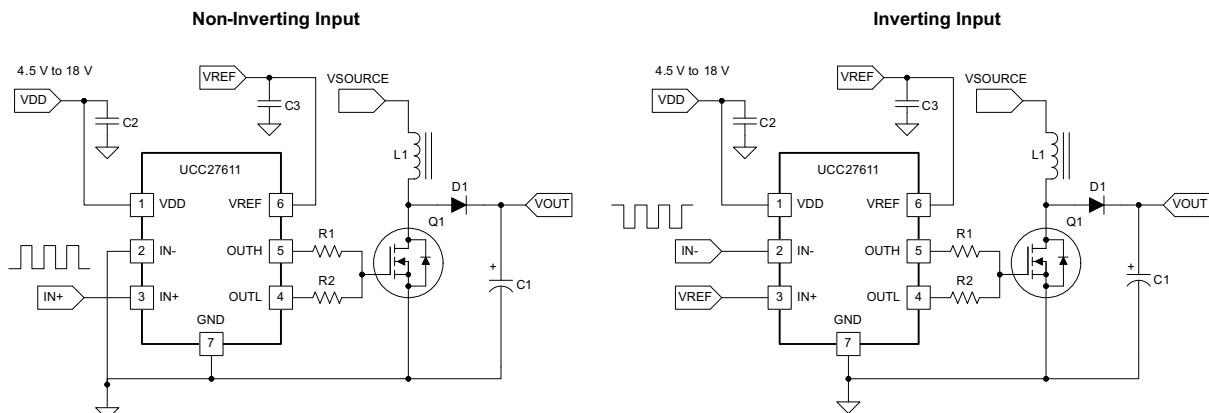 Non-Inverting Input
4.5 V to 18 V
VDD
C2
VREF
C3
VSOURCE
L1
UCC27611
1 VDD
VREF 6
D1
VOUT
Q1
2 IN-
OUTH 5
R1
IN+
3 IN+
OUTL 4
R2
+
C1
GND
7
Inverting Input
4.5 V to 18 V
VDD
C2
VREF
C3
VSOURCE
L1
UCC27611
1 VDD
VREF 6
D1
VOUT
Q1
IN-
2 IN-
OUTH 5
R1
VREF
3 IN+
OUTL 4
R2
+
C1
GND
7